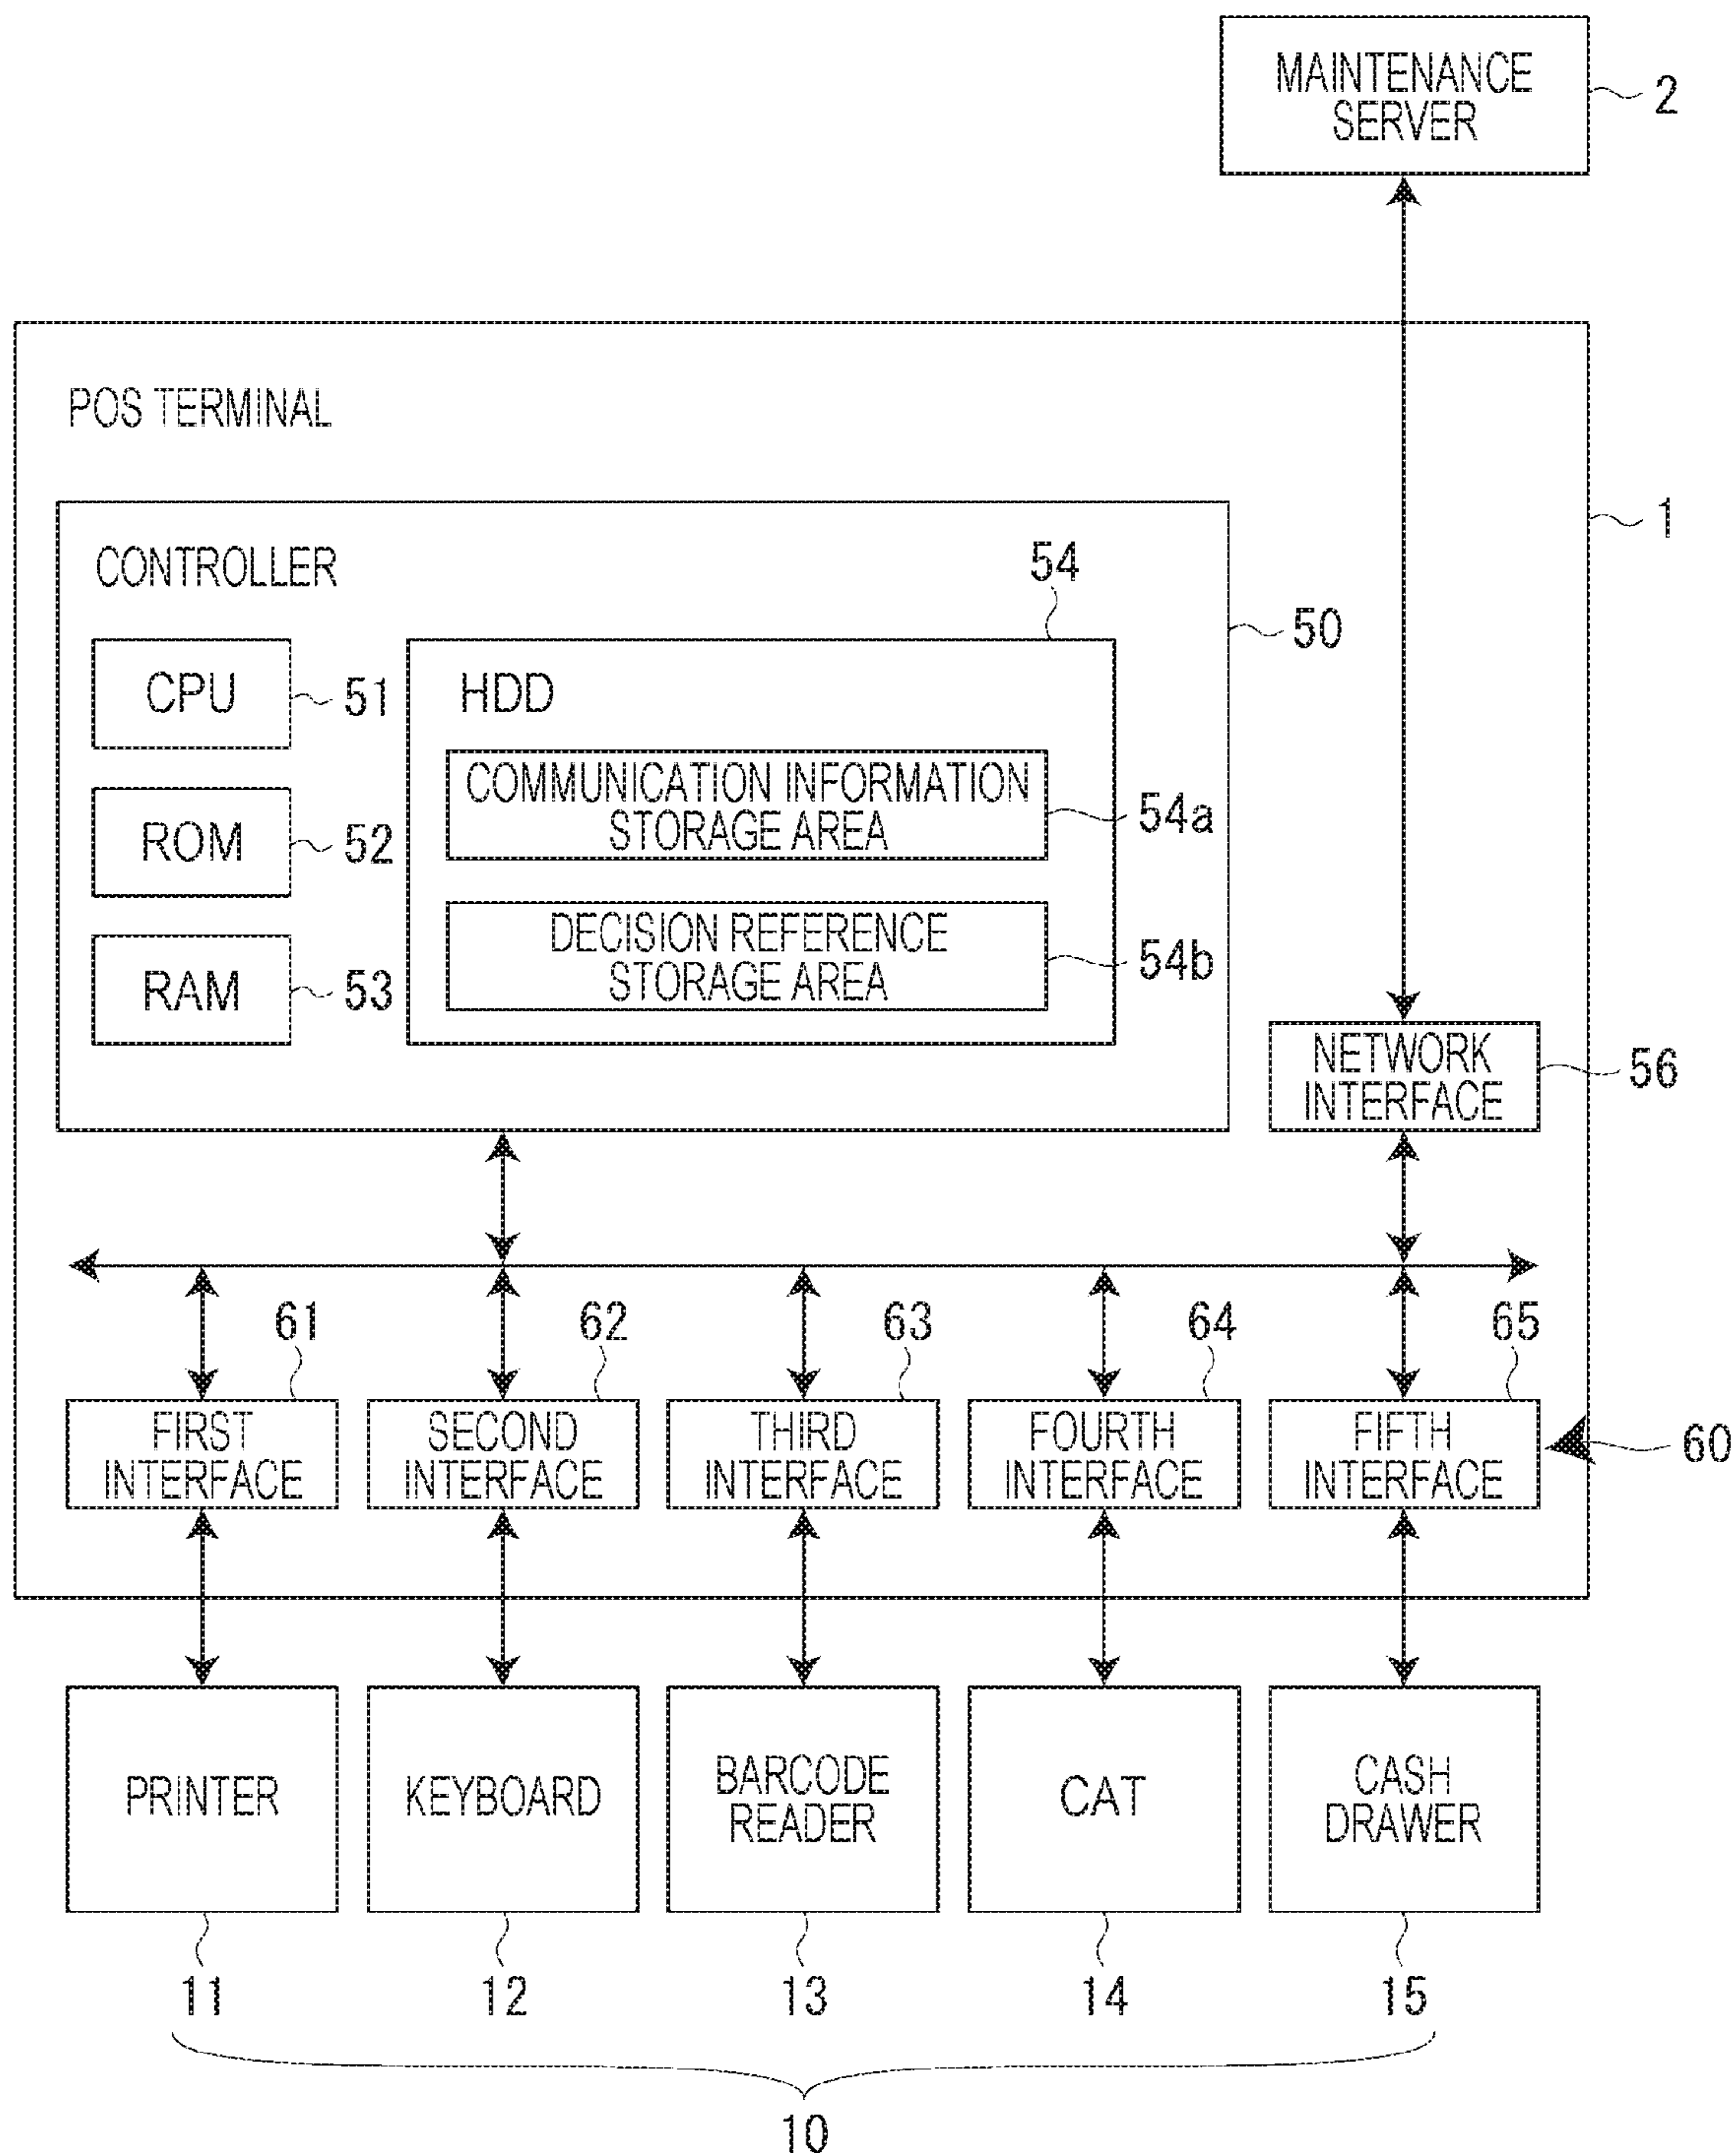 MAINTENANCE
SERVER
2
POS TERMINAL
1
CONTROLLER
54
50
CPU
51
HDD
COMMUNICATION INFORMATION
STORAGE AREA
54a
ROM
52
DECISION REFERENCE
STORAGE AREA
54b
RAM
53
NETWORK
INTERFACE
56
61
62
63
64
65
FIRST
INTERFACE
SECOND
INTERFACE
THIRD
INTERFACE
FOURTH
INTERFACE
FIFTH
INTERFACE
60
PRINTER
KEYBOARD
BARCODE
READER
CAT
CASH
DRAWER
11
12
13
14
15
10